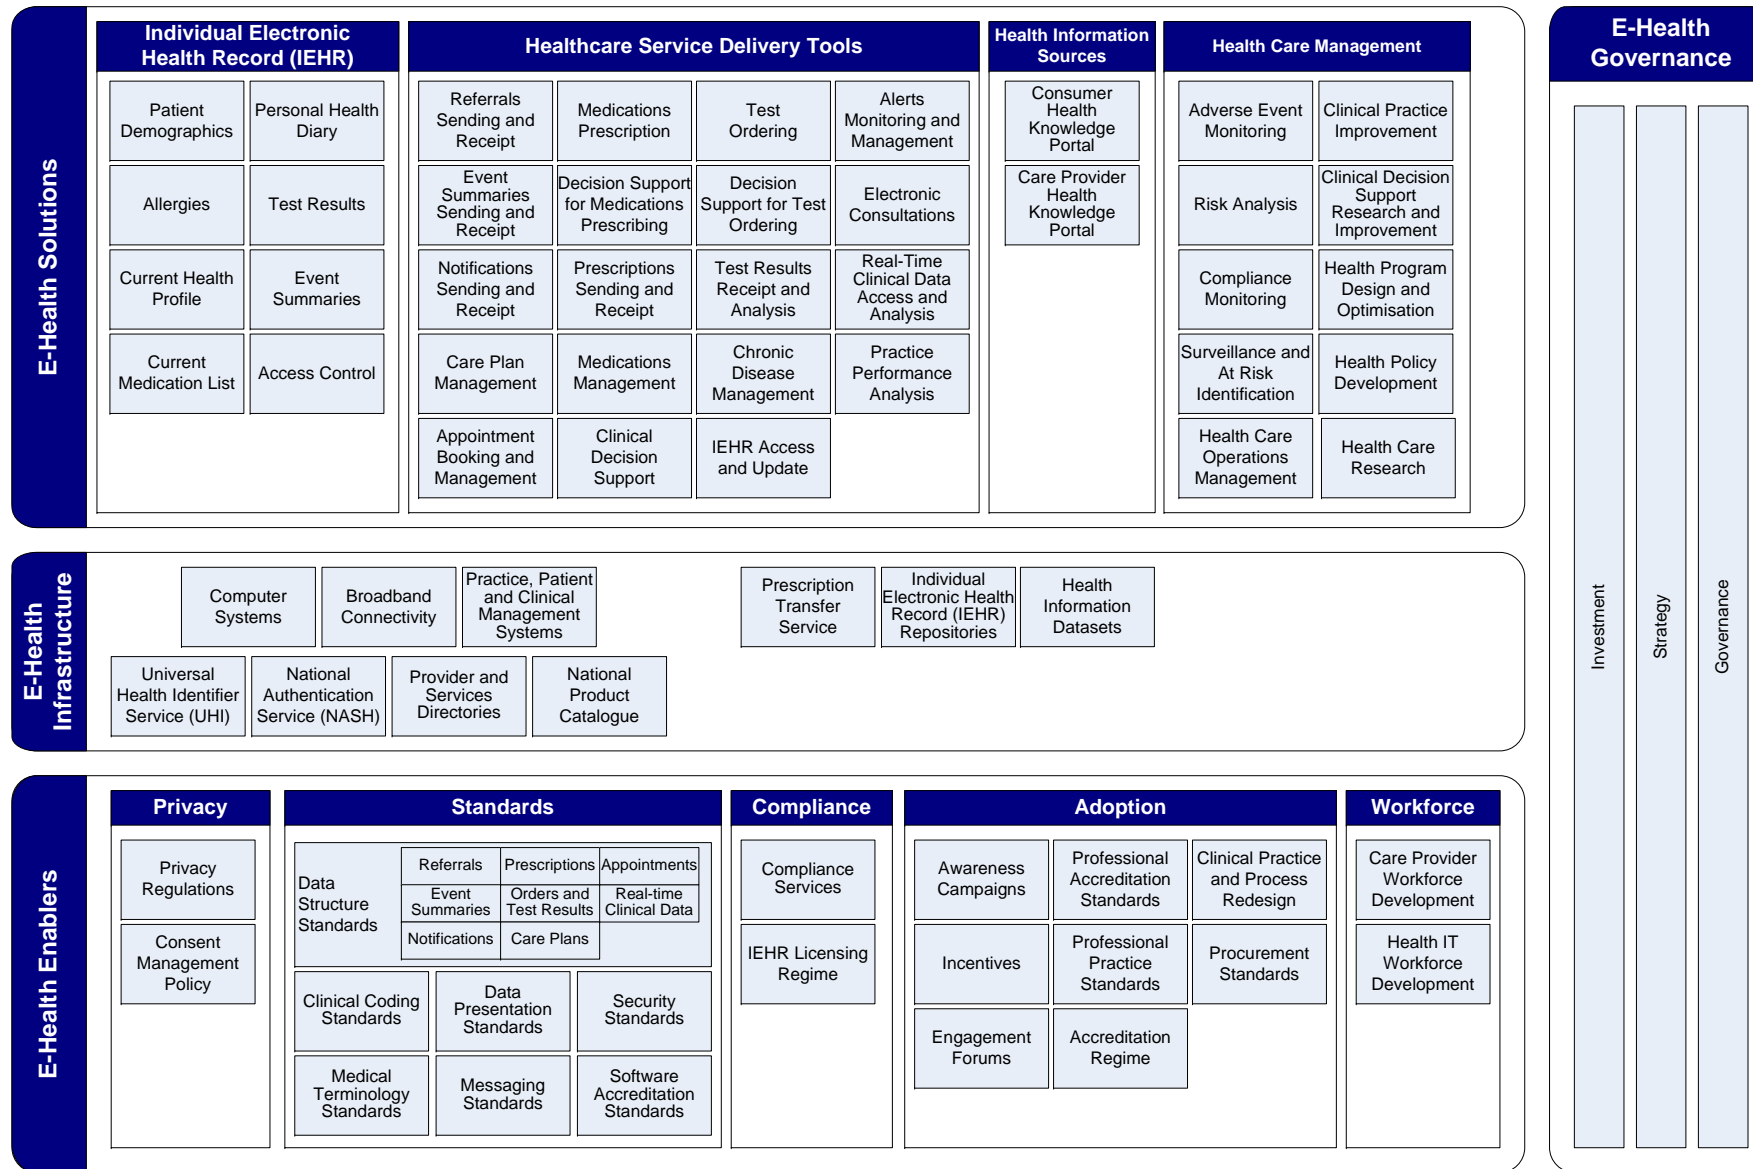 E-Health Solutions
Individual Electronic
Health Record (IEHR)
Patient
Demographics
Personal Health
Diary
Allergies
Test Results
Current Health
Profile
Event
Summaries
Current
Medication List
Access Control
Healthcare Service Delivery Tools
Referrals
Sending and
Receipt
Medications
Prescription
Test
Ordering
Alerts
Monitoring and
Management
Event
Summaries
Sending and
Receipt
Decision Support
for Medications
Prescribing
Decision
Support for Test
Ordering
Electronic
Consultations
Notifications
Sending and
Receipt
Prescriptions
Sending and
Receipt
Test Results
Receipt and
Analysis
Real-Time
Clinical Data
Access and
Analysis
Care Plan
Management
Medications
Management
Chronic
Disease
Management
Practice
Performance
Analysis
Appointment
Booking and
Management
Clinical
Decision
Support
IEHR Access
and Update
Health Information
Sources
Consumer
Health
Knowledge
Portal
Care Provider
Health
Knowledge
Portal
Health Care Management
Adverse Event
Monitoring
Clinical Practice
Improvement
Risk Analysis
Clinical Decision
Support
Research and
Improvement
Compliance
Monitoring
Health Program
Design and
Optimisation
Surveillance and
At Risk
Identification
Health Policy
Development
Health Care
Operations
Management
Health Care
Research
E-Health
Infrastructure
Computer
Systems
Broadband
Connectivity
Practice, Patient
and Clinical
Management
Systems
Prescription
Transfer
Service
Individual
Electronic Health
Record (IEHR)
Repositories
Health
Information
Datasets
Universal
Health Identifier
Service (UHI)
National
Authentication
Service (NASH)
Provider and
Services
Directories
National
Product
Catalogue
E-Health Enablers
Privacy
Privacy
Regulations
Consent
Management
Policy
Standards
Data
Structure
Standards
Referrals
Prescriptions
Appointments
Event
Summaries
Orders and
Test Results
Real-time
Clinical Data
Notifications
Care Plans
Clinical Coding
Standards
Data
Presentation
Standards
Security
Standards
Medical
Terminology
Standards
Messaging
Standards
Software
Accreditation
Standards
Compliance
Compliance
Services
IEHR Licensing
Regime
Adoption
Awareness
Campaigns
Professional
Accreditation
Standards
Clinical Practice
and Process
Redesign
Incentives
Professional
Practice
Standards
Procurement
Standards
Engagement
Forums
Accreditation
Regime
Workforce
Care Provider
Workforce
Development
Health IT
Workforce
Development
E-Health
Governance
Investment
Strategy
Governance